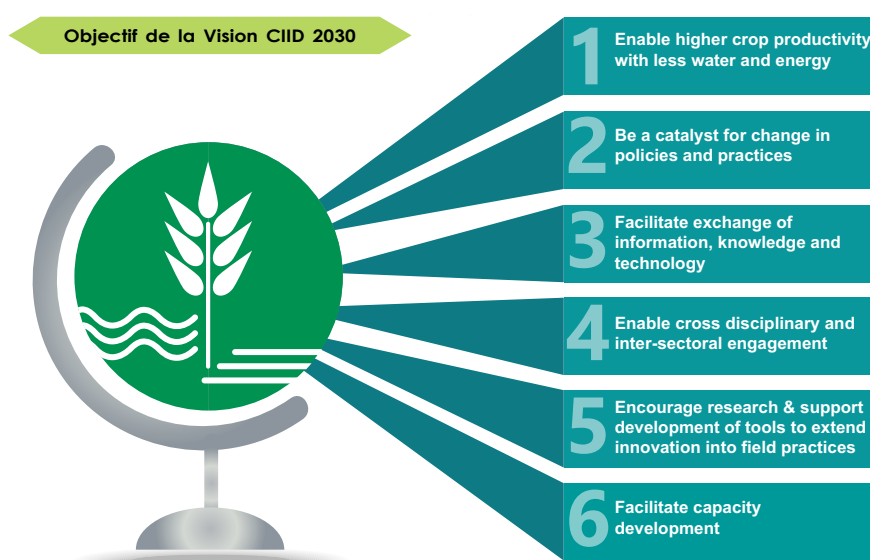 Objectif de la Vision CIID 2030
1
Enable higher crop productivity
with less water and energy
2
Be a catalyst for change in
policies and practices
3
Facilitate exchange of
information, knowledge and
technology
4
Enable cross disciplinary and
inter-sectoral engagement
5
Encourage research & support
development of tools to extend
innovation into field practices
6
Facilitate capacity
development